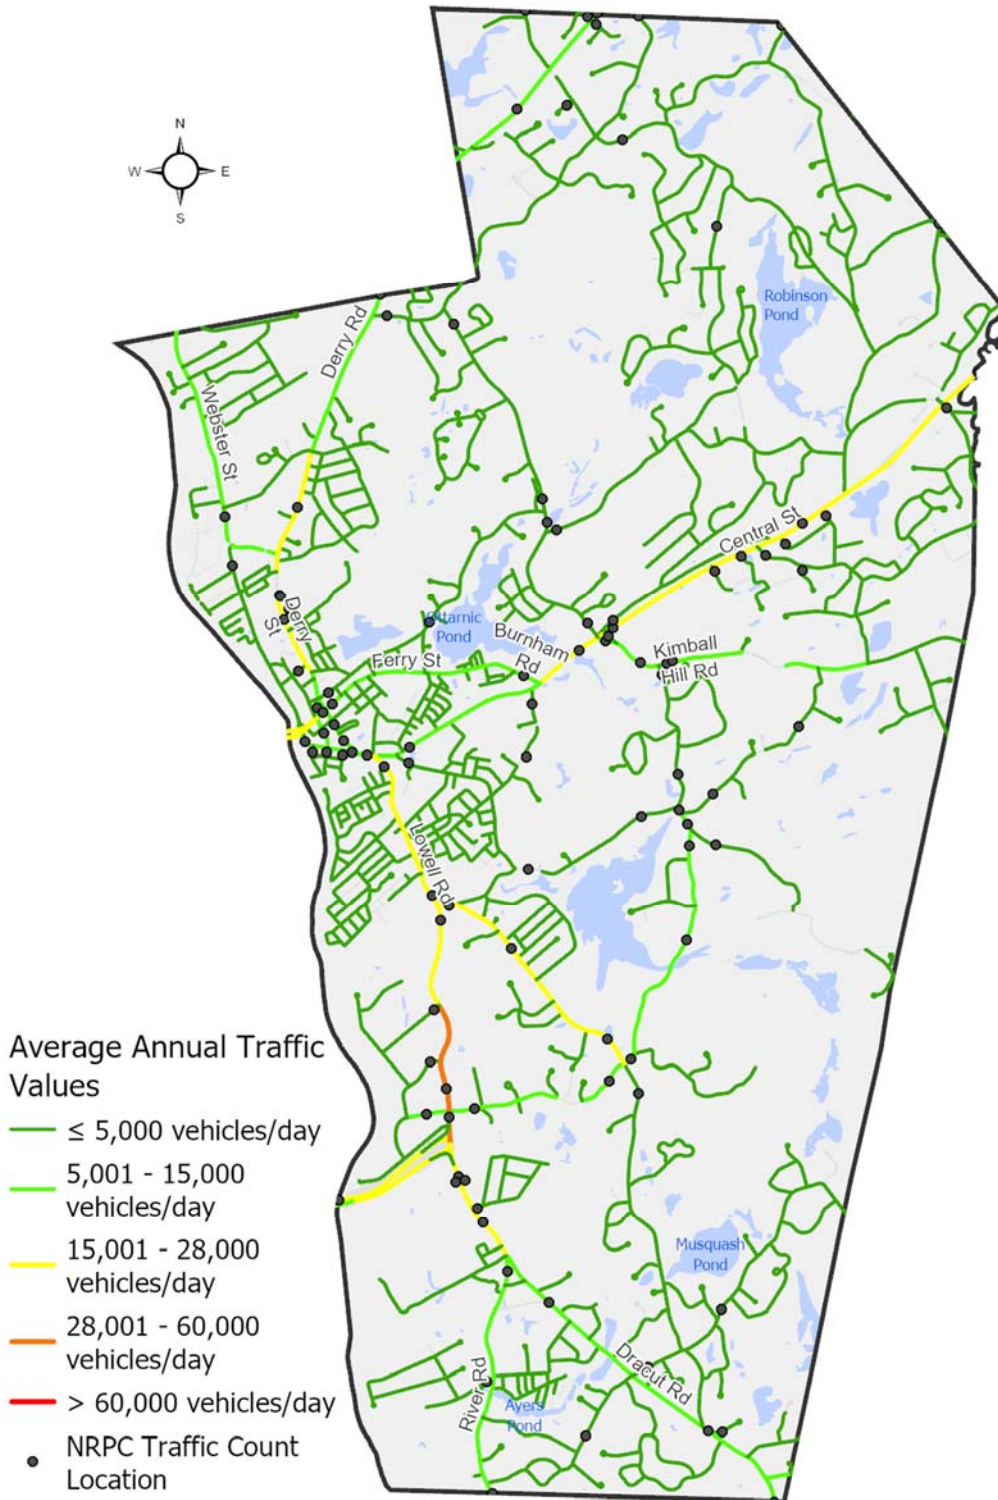 N
W
E
S
Robinson
Pond
Derry Rd
Webster St
Central St
Derry
St
Ottarnic
Pond
Burnham
Rd
Ferry St
Kimball
Hill Rd
Lowell Rd
Average Annual Traffic
Values
≤ 5,000 vehicles/day
5,001 - 15,000
vehicles/day
15,001 - 28,000
vehicles/day
28,001 - 60,000
vehicles/day
> 60,000 vehicles/day
NRPC Traffic Count
Location
Musquash
Pond
Dracut Rd
River Rd
Ayers
Pond